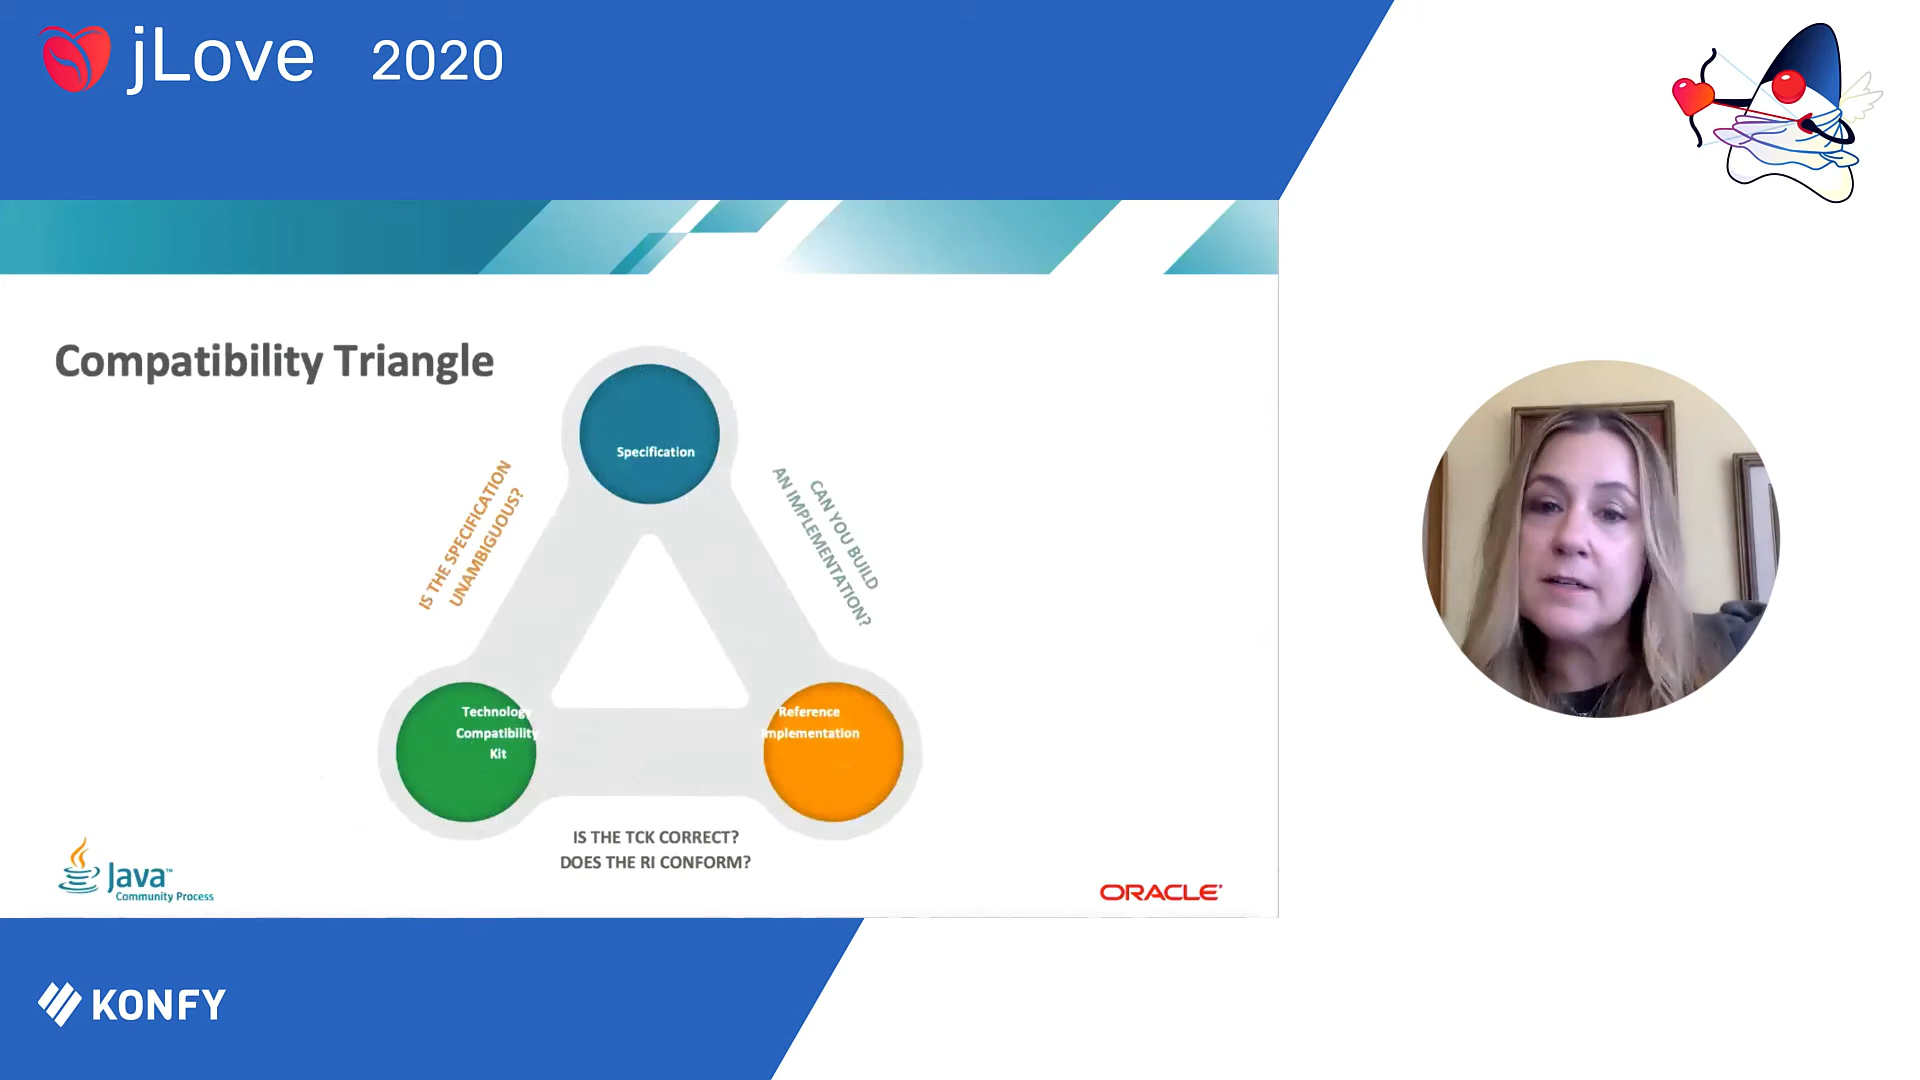 jLove 2020
Compatibility Triangle
Specification
IS THE SPECIFICATION
UNAMBIGUOUS?
CAN YOU BUILD
AN IMPLEMENTATION?
Technology
Compatibility
Kit
Reference
Implementation
IS THE TCK CORRECT?
DOES THE RI CONFORM?
Java™
Community Process
ORACLE
KONFY